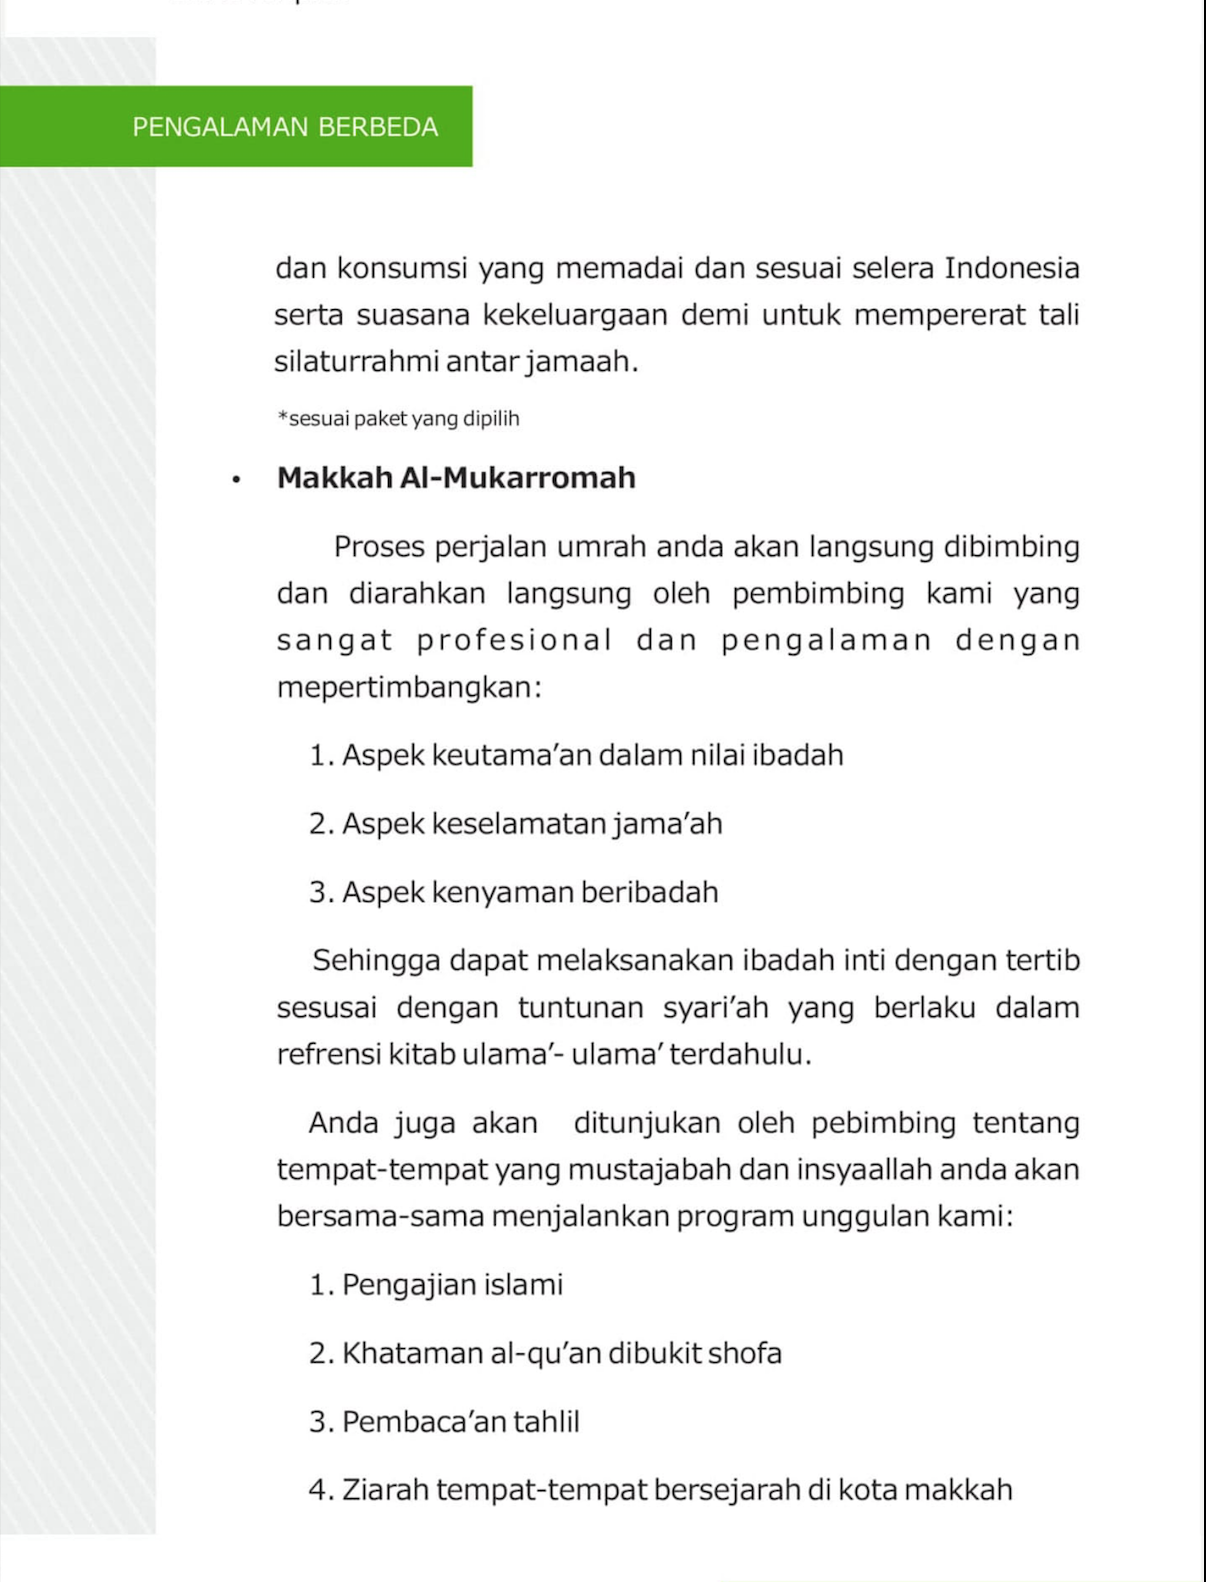 PENGALAMAN BERBEDA
dan konsumsi yang memadai dan sesuai selera Indonesia
serta suasana kekeluargaan demi untuk mempererat tali
silaturrahmi antar jamaah.
*sesuai paket yang dipilih
• Makkah Al-Mukarromah
Proses perjalan umrah anda akan langsung dibimbing
dan diarahkan langsung oleh pembimbing kami yang
sangat profesional dan pengalaman dengan
mepertimbangkan:
1. Aspek keutama’an dalam nilai ibadah
2. Aspek keselamatan jama’ah
3. Aspek kenyaman beribadah
Sehingga dapat melaksanakan ibadah inti dengan tertib
sesusai dengan tuntunan syari’ah yang berlaku dalam
refrensi kitab ulama’- ulama’ terdahulu.
Anda juga akan ditunjukan oleh pebimbing tentang
tempat-tempat yang mustajabah dan insyaallah anda akan
bersama-sama menjalankan program unggulan kami:
1. Pengajian islami
2. Khataman al-qu’an dibukit shofa
3. Pembaca’an tahlil
4. Ziarah tempat-tempat bersejarah di kota makkah